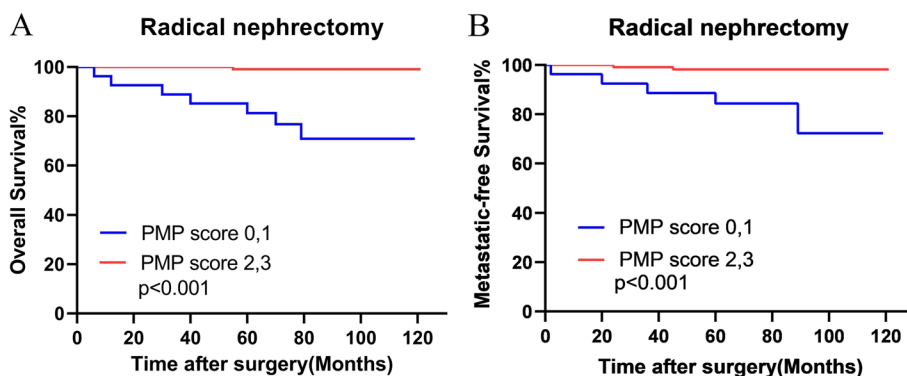 A
Radical nephrectomy
Overall Survival%
100
80
60
40
20
0
PMP score 0,1
PMP score 2,3
p<0.001
0 20 40 60 80 100 120
Time after surgery(Months)
B
Radical nephrectomy
Metastatic-free Survival%
100
80
60
40
20
0
PMP score 0,1
PMP score 2,3
p<0.001
0 20 40 60 80 100 120
Time after surgery(Months)